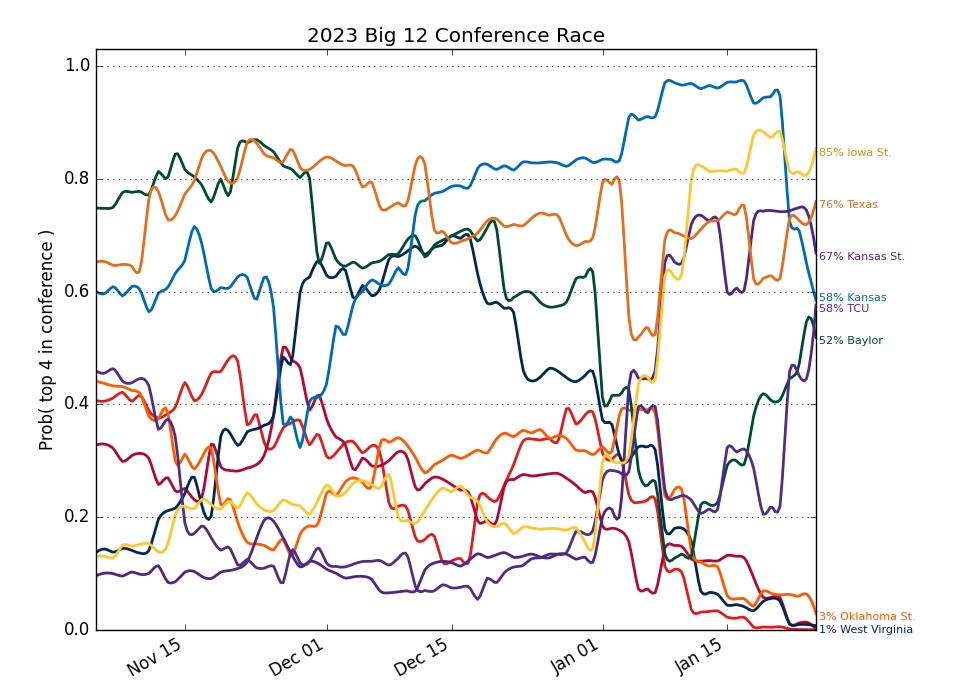 2023 Big 12 Conference Race
Prob( top 4 in conference )
1.0
0.8
0.6
0.4
0.2
0.0
Nov 15
Dec 01
Dec 15
Jan 01
Jan 15
85% Iowa St.
76% Texas
67% Kansas St.
58% Kansas
58% TCU
52% Baylor
3% Oklahoma St.
1% West Virginia